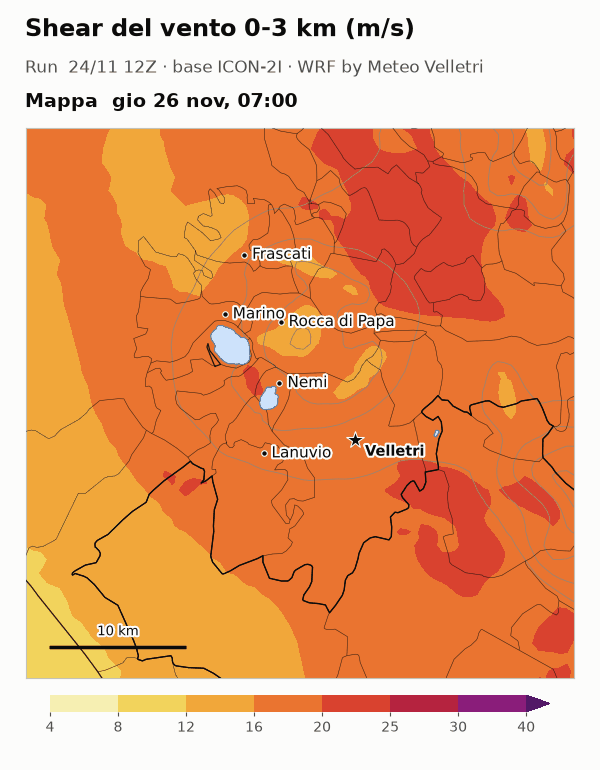 Shear del vento 0-3 km (m/s)
Run 24/11 12Z · base ICON-2I · WRF by Meteo Velletri
Mappa gio 26 nov, 07:00
Frascati
Marino
Rocca di Papa
Nemi
Velletri
Lanuvio
10 km
4 8 12 16 20 25 30 40